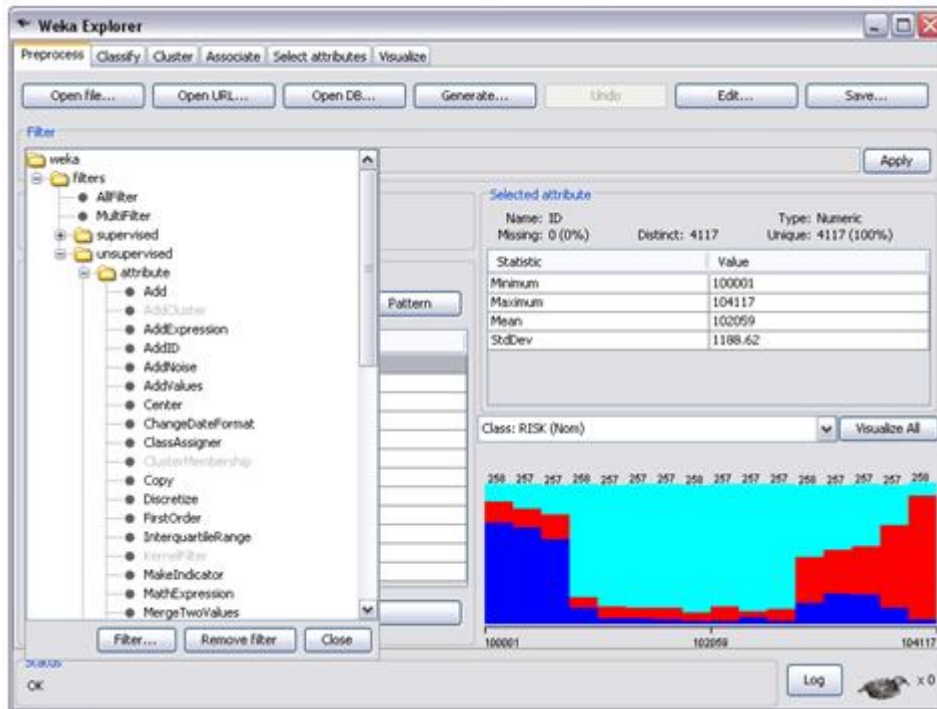 Weka Explorer
Preprocess Classify Cluster Associate Select attributes Visualize
Open file... Open URL... Open DB... Generate... Undo Edit... Save...
Filter
weka
filters
AllFilter
MultiFilter
supervised
unsupervised
attribute
Add
AddCluster
AddExpression
AddID
AddNoise
AddValues
Center
ChangeDateFormat
ClassAssigner
ClusterMembership
Copy
Discretize
FirstOrder
InterquartileRange
KernelFilter
MakeIndicator
MathExpression
MergeTwoValues
Filter... Remove filter Close
Apply
Pattern
Selected attribute
Name: ID Type: Numeric
Missing: 0 (0%) Distinct: 4117 Unique: 4117 (100%)
Statistic Value
Minimum 100001
Maximum 104117
Mean 102059
StdDev 1188.62
Class: RISK (Nom) Visualize All
258 257 257 258 257 257 257 258 257 257 257 258 257 257 257 258
100001 102059 104117
Status
OK
Log x 0